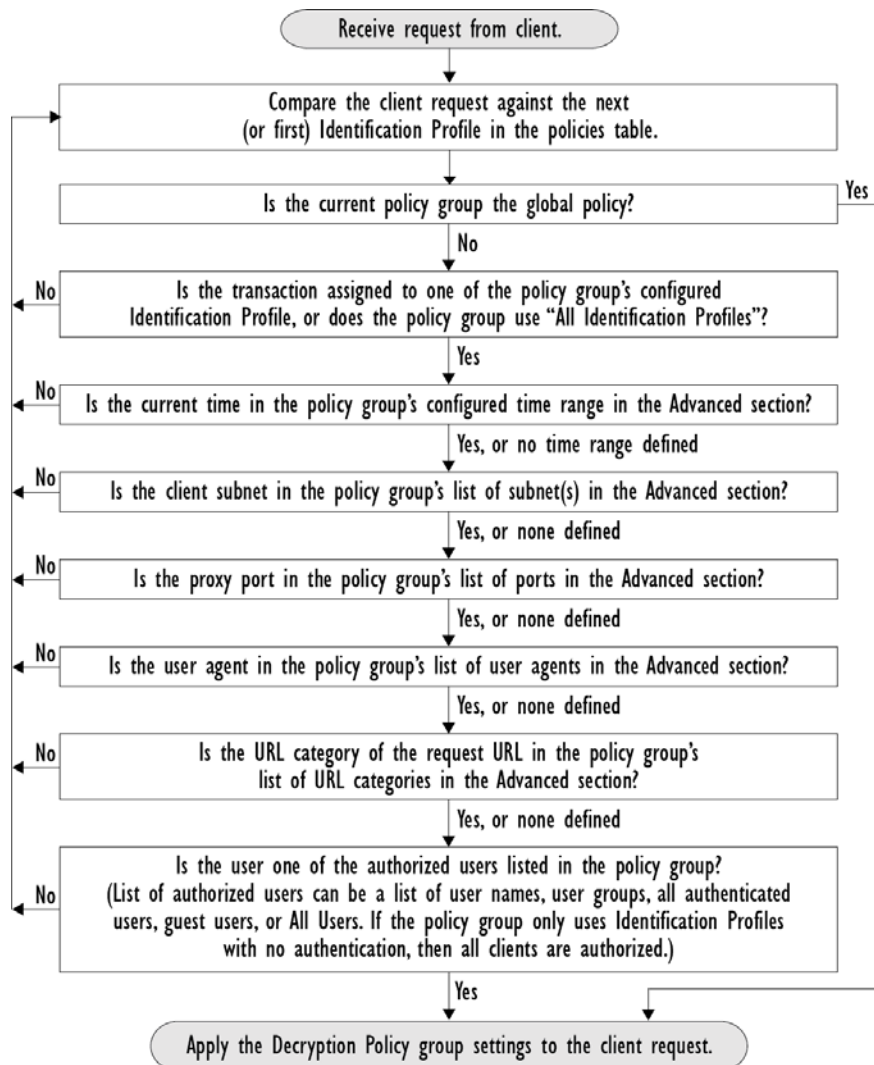 Receive request from client.
Compare the client request against the next
(or first) Identification Profile in the policies table.
Yes
Is the current policy group the global policy?
No
No
Is the transaction assigned to one of the policy group's configured
Identification Profile, or does the policy group use “All Identification Profiles”?
Yes
No
Is the current time in the policy group's configured time range in the Advanced section?
Yes, or no time range defined
No
Is the client subnet in the policy group's list of subnet(s) in the Advanced section?
Yes, or none defined
No
Is the proxy port in the policy group's list of ports in the Advanced section?
Yes, or none defined
No
Is the user agent in the policy group's list of user agents in the Advanced section?
Yes, or none defined
No
Is the URL category of the request URL in the policy group's
list of URL categories in the Advanced section?
Yes, or none defined
No
Is the user one of the authorized users listed in the policy group?
(List of authorized users can be a list of user names, user groups, all authenticated
users, guest users, or All Users. If the policy group only uses Identification Profiles
with no authentication, then all clients are authorized.)
Yes
Apply the Decryption Policy group settings to the client request.